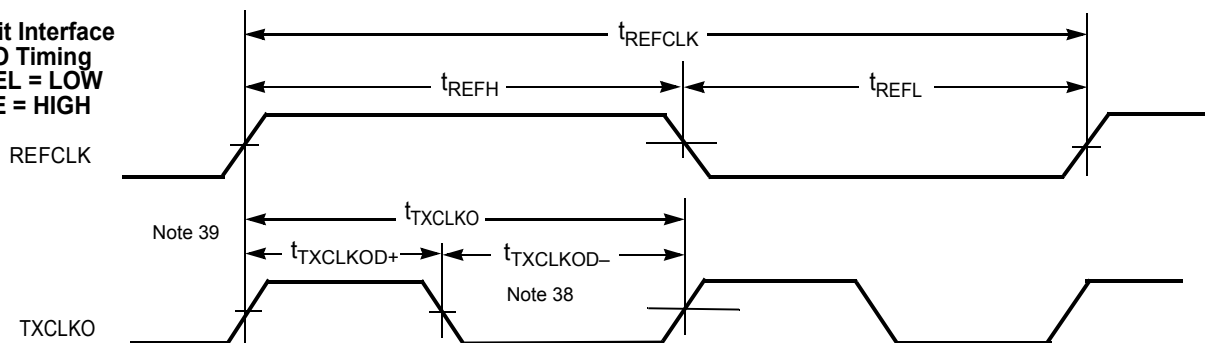 it Interface
Timing
EL = LOW
= HIGH
tREFCLK
tREFH
tREFL
REFCLK
tTXCLKO
Note 39
tTXCLKOD+
tTXCLKOD–
Note 38
TXCLKO